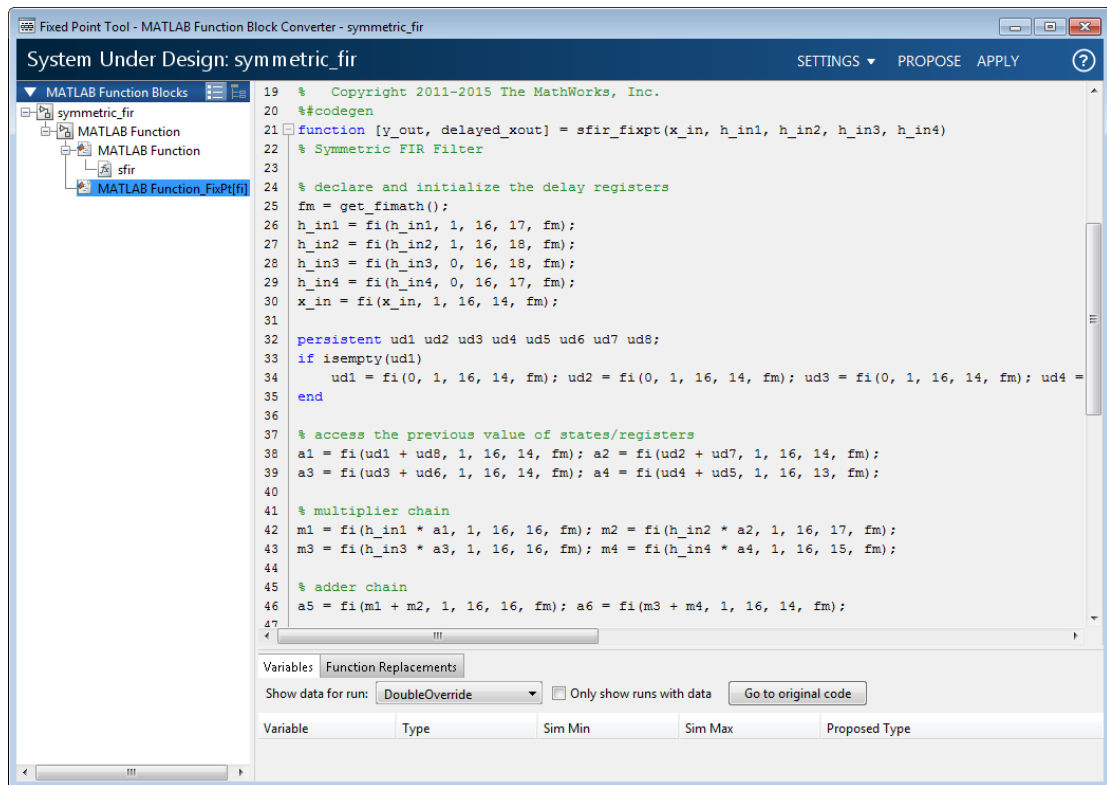 Fixed Point Tool - MATLAB Function Block Converter - symmetric_fir
System Under Design: symmetric_fir
SETTINGS ▼ PROPOSE APPLY ?
▼ MATLAB Function Blocks
symmetric_fir
MATLAB Function
MATLAB Function
fx sfir
MATLAB Function_FixPt[fi]
19 % Copyright 2011-2015 The MathWorks, Inc.
20 %#codegen
21 function [y_out, delayed_xout] = sfir_fixpt(x_in, h_in1, h_in2, h_in3, h_in4)
22 % Symmetric FIR Filter
23
24 % declare and initialize the delay registers
25 fm = get_fimath();
26 h_in1 = fi(h_in1, 1, 16, 17, fm);
27 h_in2 = fi(h_in2, 1, 16, 18, fm);
28 h_in3 = fi(h_in3, 0, 16, 18, fm);
29 h_in4 = fi(h_in4, 0, 16, 17, fm);
30 x_in = fi(x_in, 1, 16, 14, fm);
31
32 persistent ud1 ud2 ud3 ud4 ud5 ud6 ud7 ud8;
33 if isempty(ud1)
34 ud1 = fi(0, 1, 16, 14, fm); ud2 = fi(0, 1, 16, 14, fm); ud3 = fi(0, 1, 16, 14, fm); ud4 =
35 end
36
37 % access the previous value of states/registers
38 a1 = fi(ud1 + ud8, 1, 16, 14, fm); a2 = fi(ud2 + ud7, 1, 16, 14, fm);
39 a3 = fi(ud3 + ud6, 1, 16, 14, fm); a4 = fi(ud4 + ud5, 1, 16, 13, fm);
40
41 % multiplier chain
42 m1 = fi(h_in1 * a1, 1, 16, 16, fm); m2 = fi(h_in2 * a2, 1, 16, 17, fm);
43 m3 = fi(h_in3 * a3, 1, 16, 16, fm); m4 = fi(h_in4 * a4, 1, 16, 15, fm);
44
45 % adder chain
46 a5 = fi(m1 + m2, 1, 16, 16, fm); a6 = fi(m3 + m4, 1, 16, 14, fm);
47
Variables Function Replacements
Show data for run: DoubleOverride Only show runs with data Go to original code
Variable Type Sim Min Sim Max Proposed Type